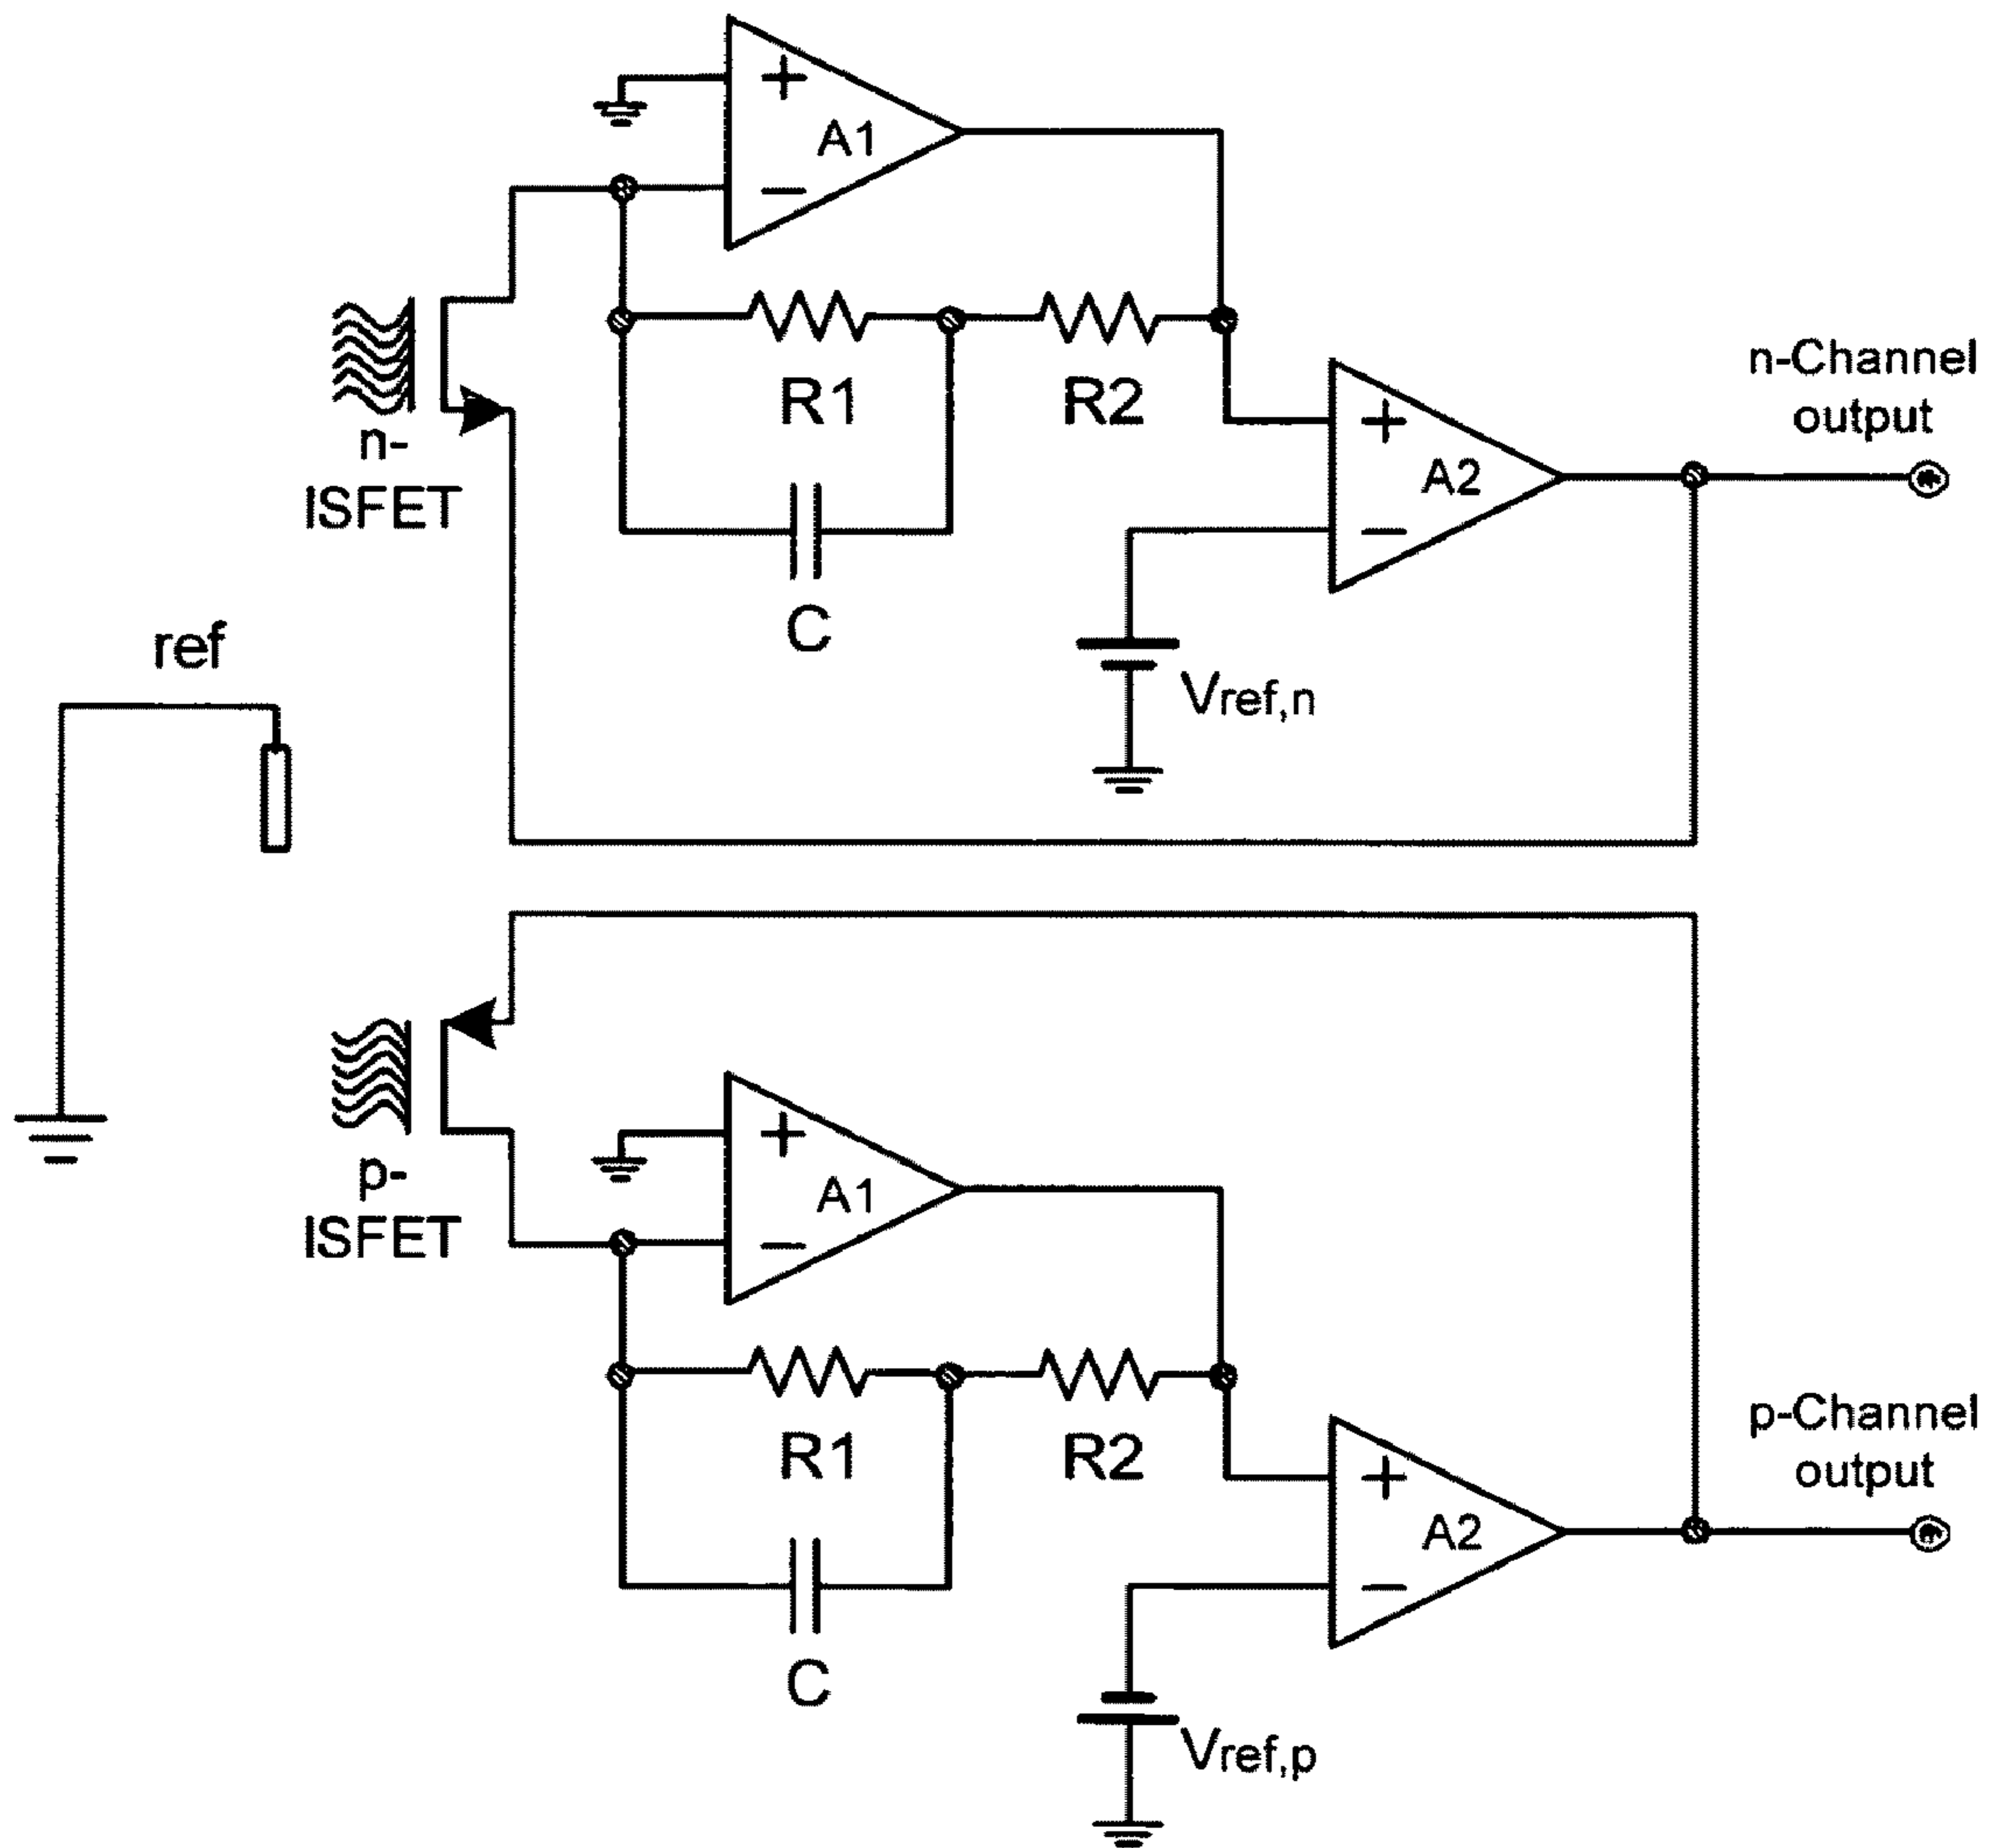 +
A1
−
n-
ISFET
R1
R2
C
+
A2
−
Vref,n
n-Channel
output
ref
p-
ISFET
+
A1
−
R1
R2
C
+
A2
−
Vref,p
p-Channel
output